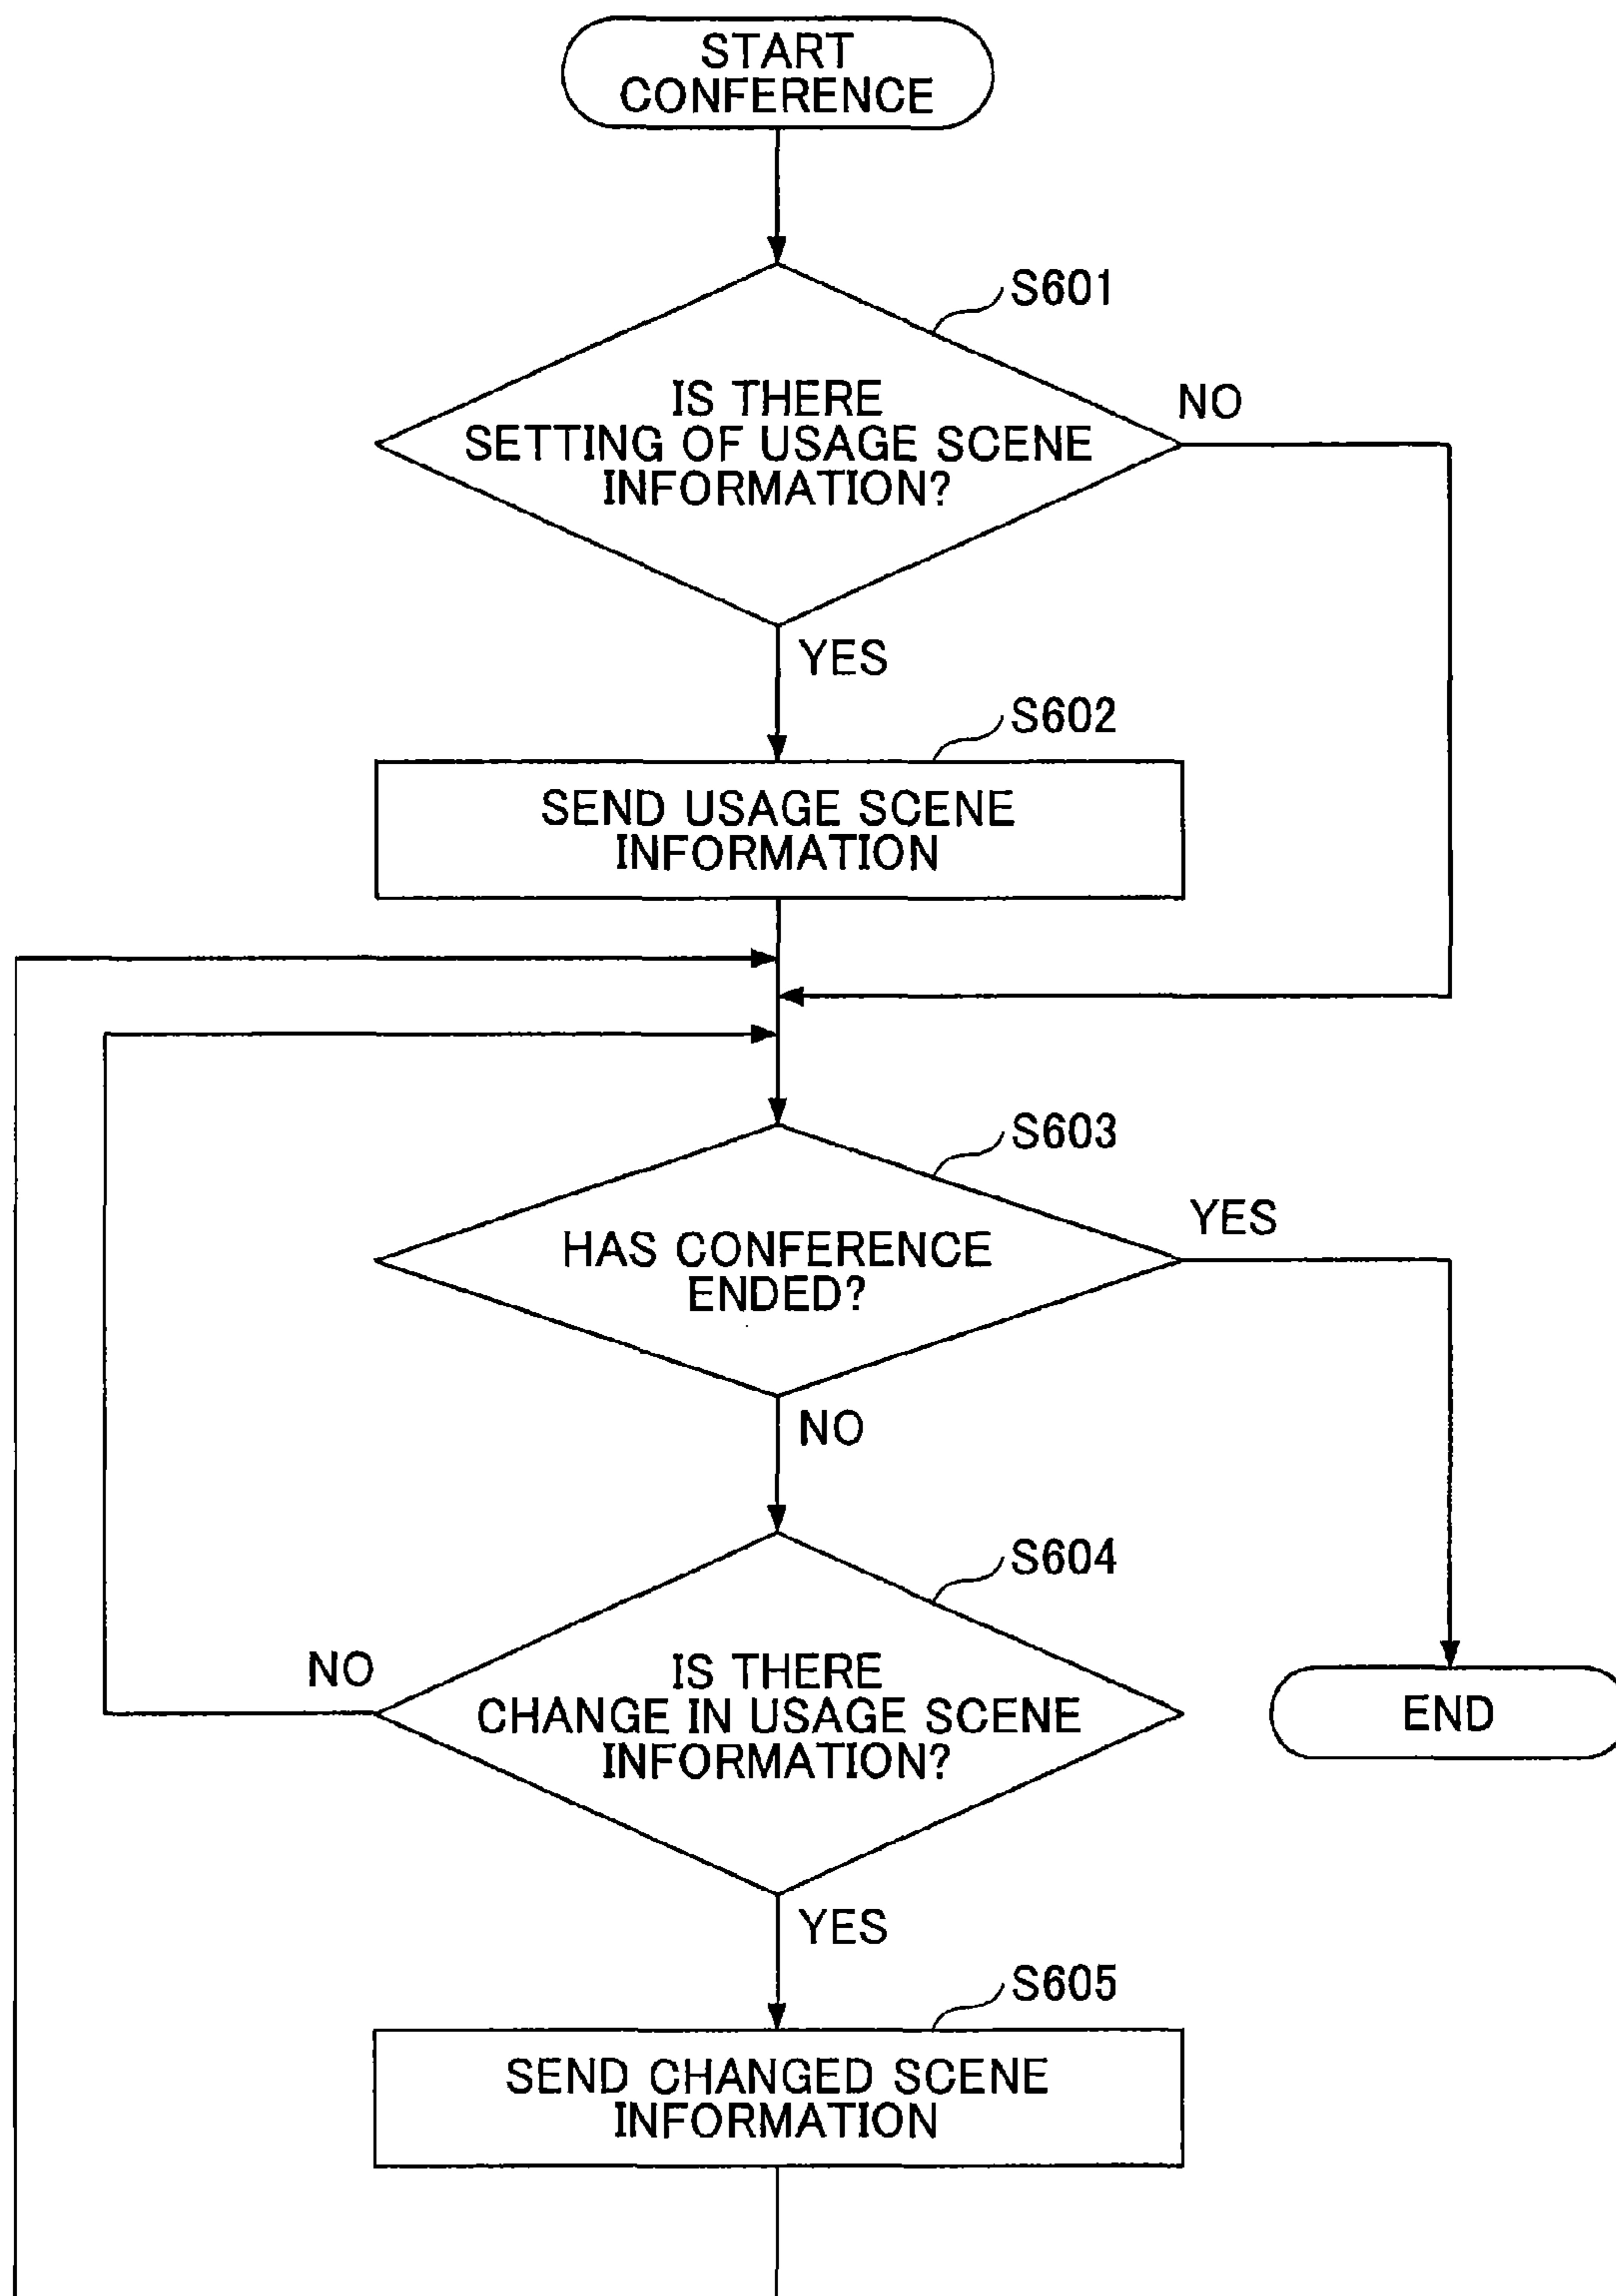 START
CONFERENCE
S601
IS THERE
SETTING OF USAGE SCENE
INFORMATION?
NO
YES
S602
SEND USAGE SCENE
INFORMATION
S603
HAS CONFERENCE
ENDED?
YES
NO
S604
IS THERE
CHANGE IN USAGE SCENE
INFORMATION?
NO
END
YES
S605
SEND CHANGED SCENE
INFORMATION